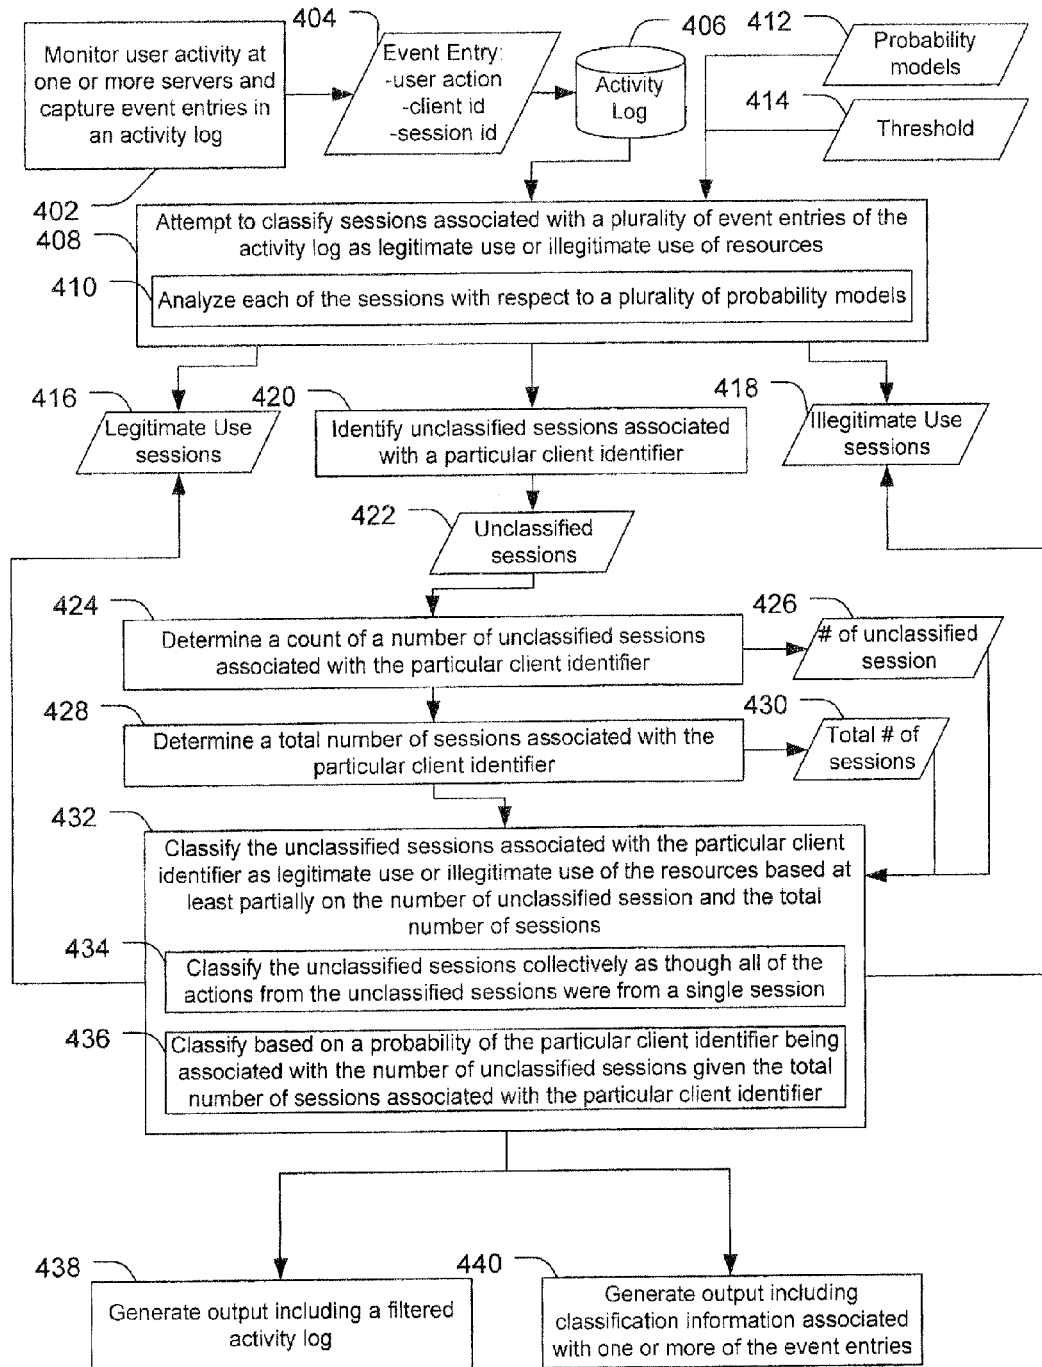 404
406
412
Monitor user activity at
one or more servers and
capture event entries in
an activity log
Event Entry:
-user action
-client id
-session id
Activity
Log
Probability
models
414
Threshold
402
408
Attempt to classify sessions associated with a plurality of event entries of the
activity log as legitimate use or illegitimate use of resources
410
Analyze each of the sessions with respect to a plurality of probability models
416
Legitimate Use
sessions
420
Identify unclassified sessions associated
with a particular client identifier
418
Illegitimate Use
sessions
422
Unclassified
sessions
424
Determine a count of a number of unclassified sessions
associated with the particular client identifier
426
# of unclassified
session
428
Determine a total number of sessions associated with the
particular client identifier
430
Total # of
sessions
432
Classify the unclassified sessions associated with the particular client
identifier as legitimate use or illegitimate use of the resources based at
least partially on the number of unclassified session and the total
number of sessions
434
Classify the unclassified sessions collectively as though all of the
actions from the unclassified sessions were from a single session
436
Classify based on a probability of the particular client identifier being
associated with the number of unclassified sessions given the total
number of sessions associated with the particular client identifier
438
Generate output including a filtered
activity log
440
Generate output including
classification information associated
with one or more of the event entries